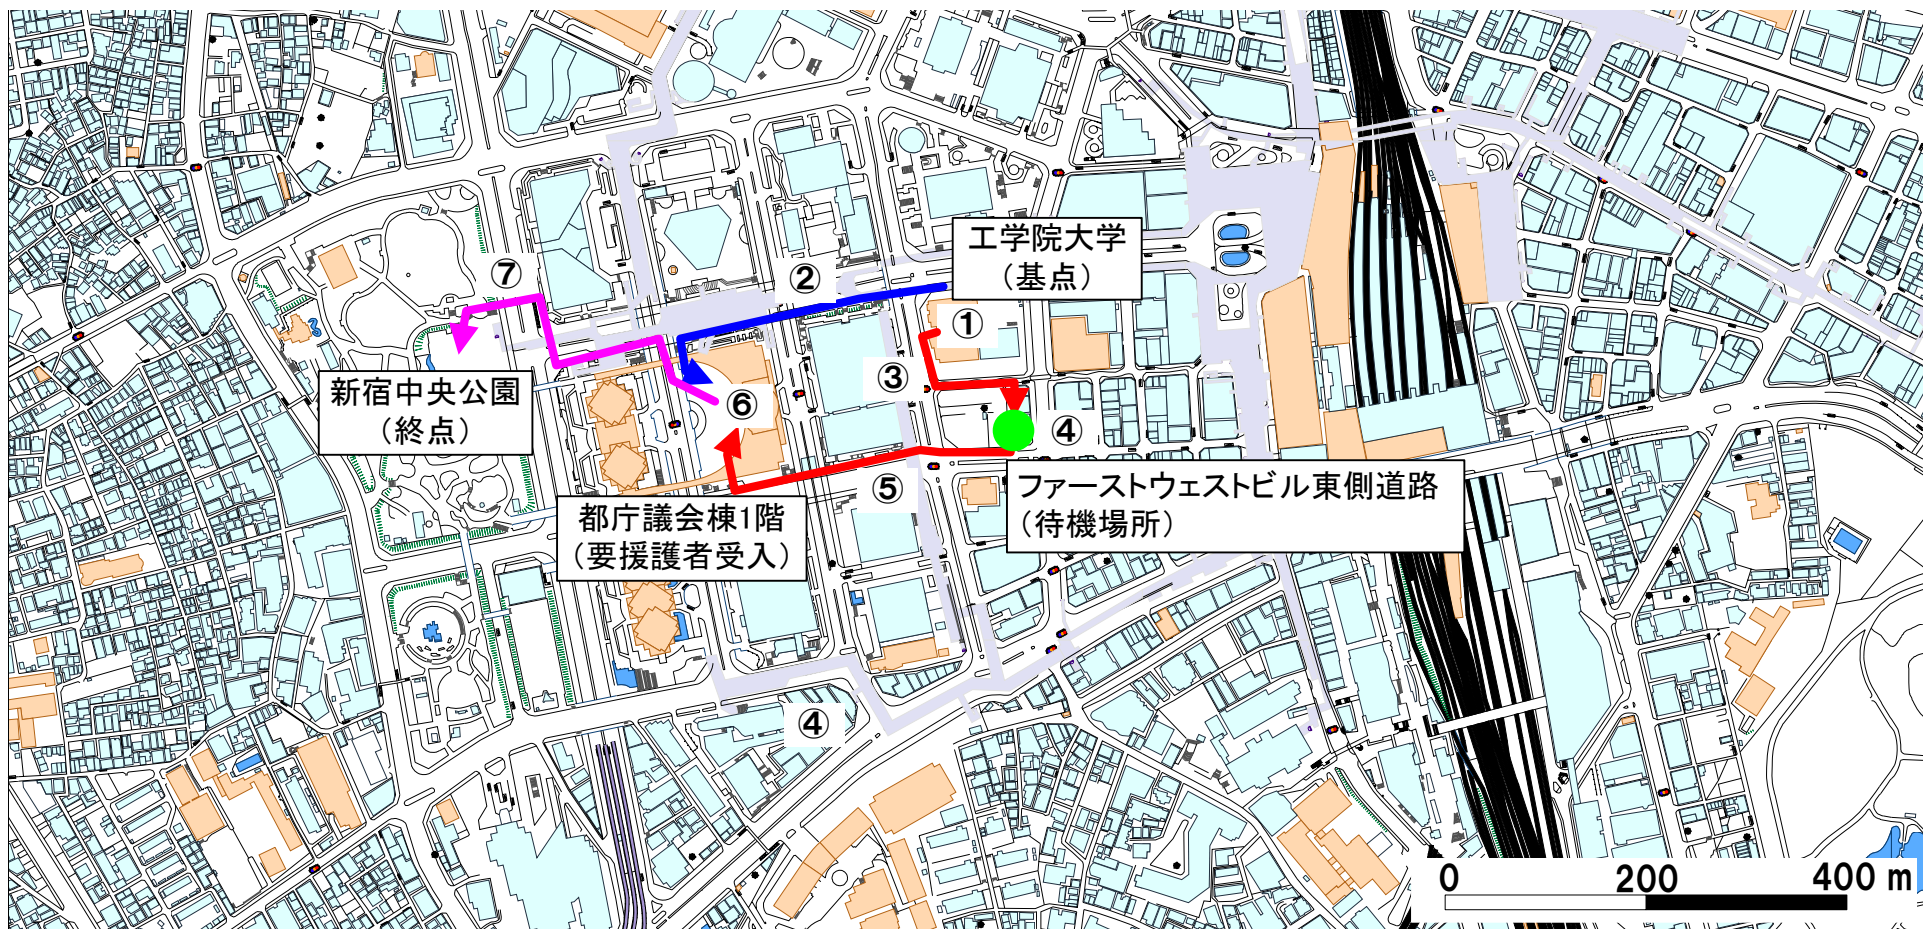 工学院大学
(基点)
⑦
②
①
③
新宿中央公園
(終点)
⑥
④
⑤
ファーストウェストビル東側道路
(待機場所)
都庁議会棟1階
(要援護者受入)
④
0 200 400 m